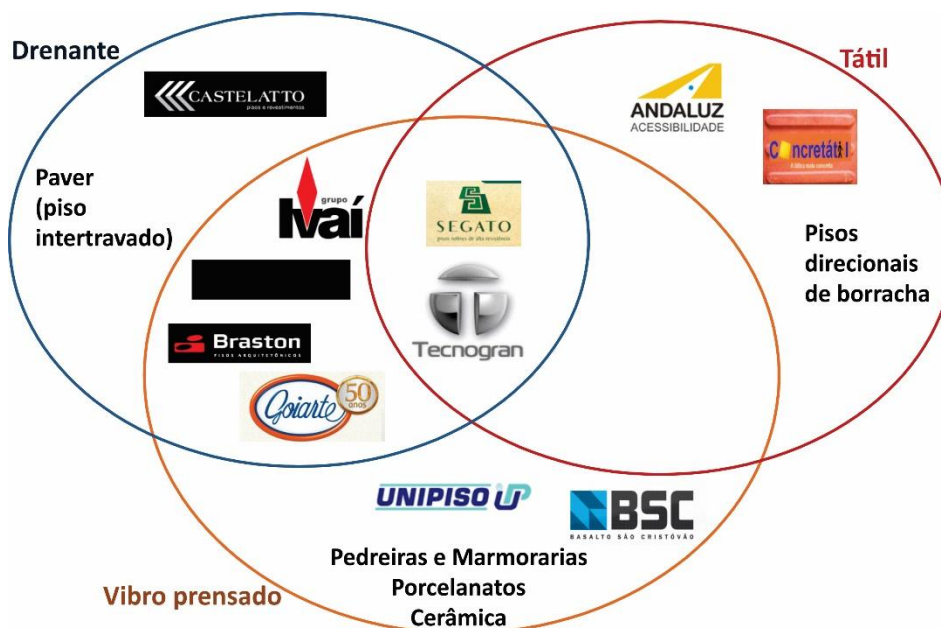 Drenante
Tátil
CASTELATTO
pisos e revestimentos
ANDALUZ
ACESSIBILIDADE
Concretátil
Paver
(piso
intertravado)
grupo
Ivaí
SEGATO
Pisos
direcionais
de borracha
Braston
PISOS ARQUITETÔNICOS
Tecnogran
Goiarte
50
anos
UNIPISO
BSC
BASALTO SÃO CRISTÓVÃO
Pedreiras e Marmorarias
Porcelanatos
Cerâmica
Vibro prensado